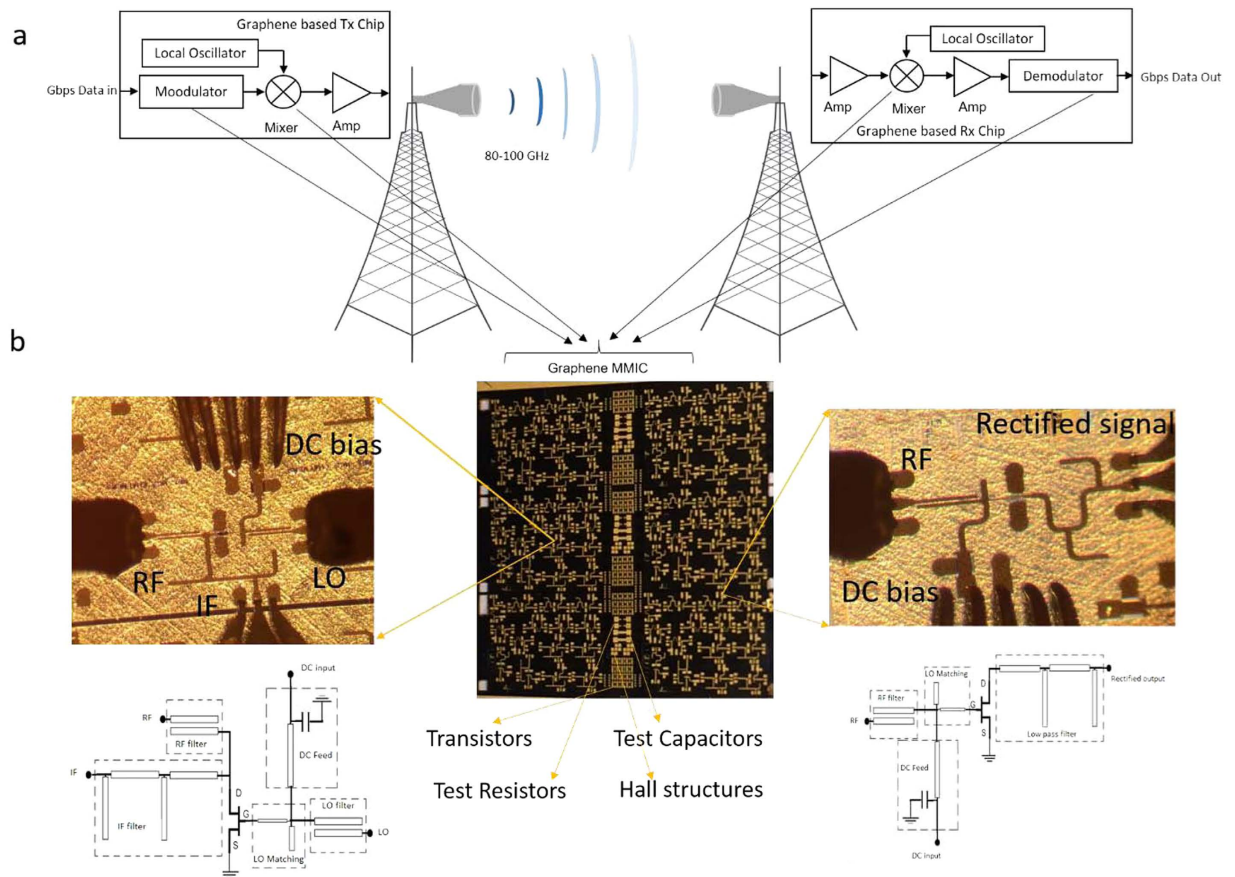 a
Graphene based Tx Chip
Local Oscillator
Gbps Data in
Moodulator
Mixer
Amp
80-100 GHz
Local Oscillator
Amp
Mixer
Amp
Demodulator
Gbps Data Out
Graphene based Rx Chip
b
Graphene MMIC
DC bias
RF
IF
LO
Rectified signal
RF
DC bias
Transistors
Test Capacitors
Test Resistors
Hall structures
DC input
RF
RF filter
DC Feed
IF
IF filter
D
G
S
LO filter
LO
LO Matching
LO Matching
RF filter
RF
D
G
S
Rectified output
Low pass filter
DC Feed
DC input